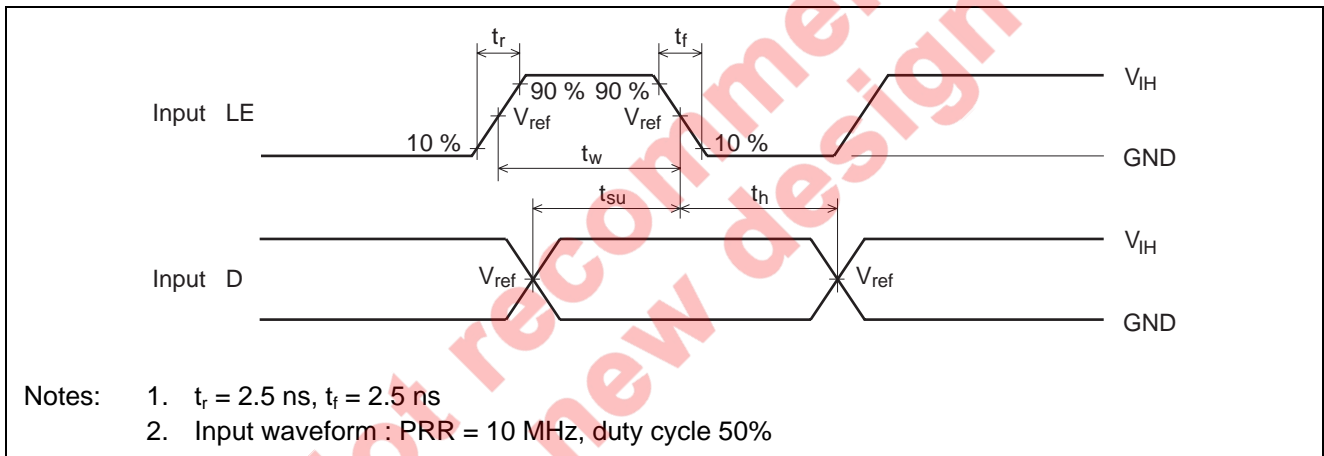 tr tf
90 % 90 % VIH
Input LE Vref Vref
10 % 10 %
tw GND
tsu th
VIH
Input D Vref Vref
GND
Notes: 1. tr = 2.5 ns, tf = 2.5 ns
2. Input waveform : PRR = 10 MHz, duty cycle 50%
new design